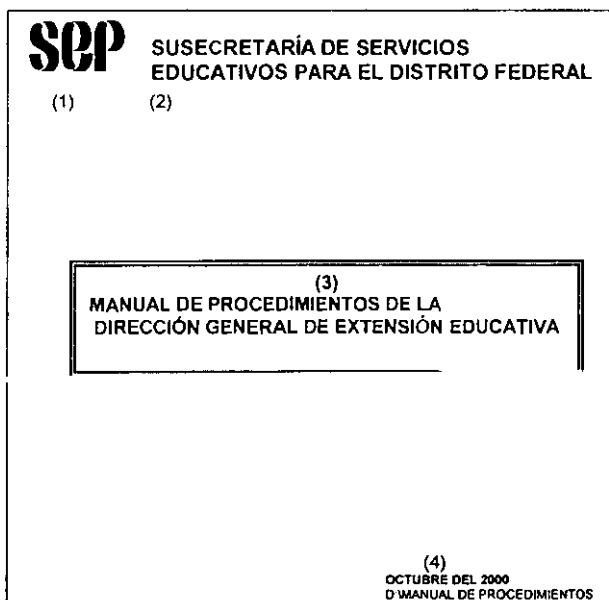 sep
SUSECRETARÍA DE SERVICIOS
EDUCATIVOS PARA EL DISTRITO FEDERAL
(1) (2)
(3)
MANUAL DE PROCEDIMIENTOS DE LA
DIRECCIÓN GENERAL DE EXTENSIÓN EDUCATIVA
(4)
OCTUBRE DEL 2000
D'MANUAL DE PROCEDIMIENTOS